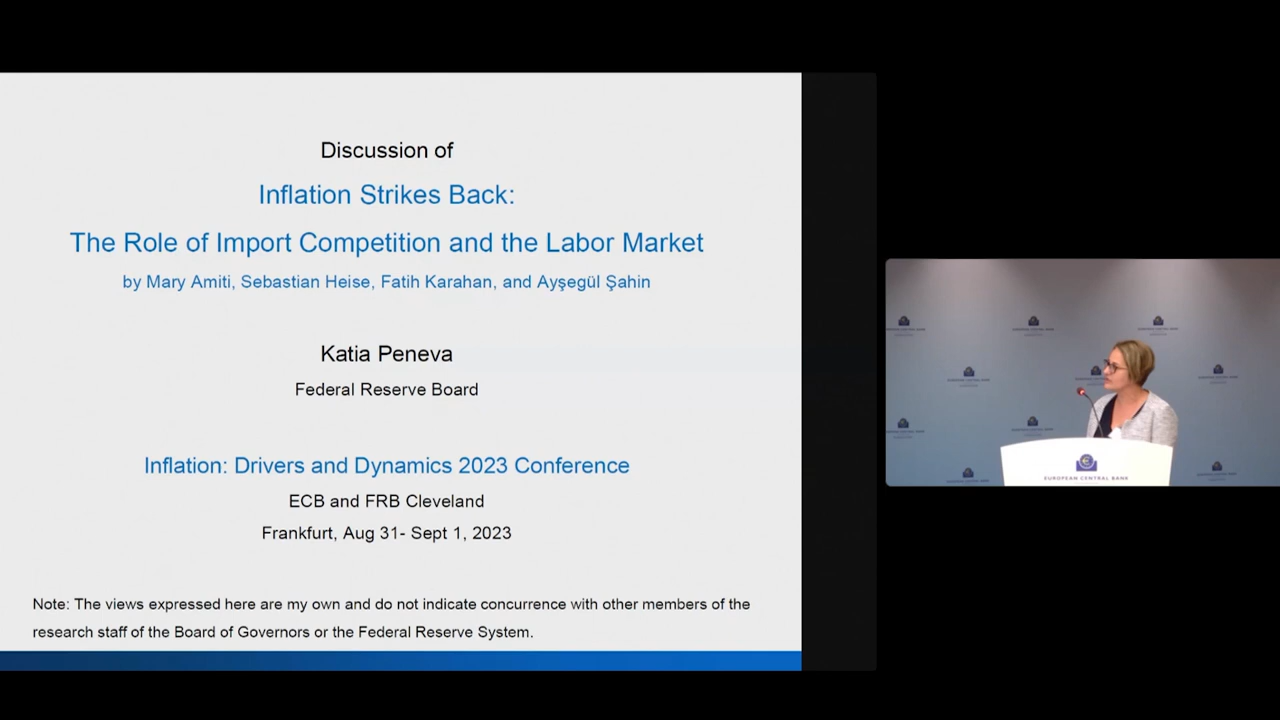 Discussion of
Inflation Strikes Back:
The Role of Import Competition and the Labor Market
by Mary Amiti, Sebastian Heise, Fatih Karahan, and Ayşegül Şahin
Katia Peneva
Federal Reserve Board
Inflation: Drivers and Dynamics 2023 Conference
ECB and FRB Cleveland
Frankfurt, Aug 31- Sept 1, 2023
Note: The views expressed here are my own and do not indicate concurrence with other members of the
research staff of the Board of Governors or the Federal Reserve System.
EUROPEAN CENTRAL BANK